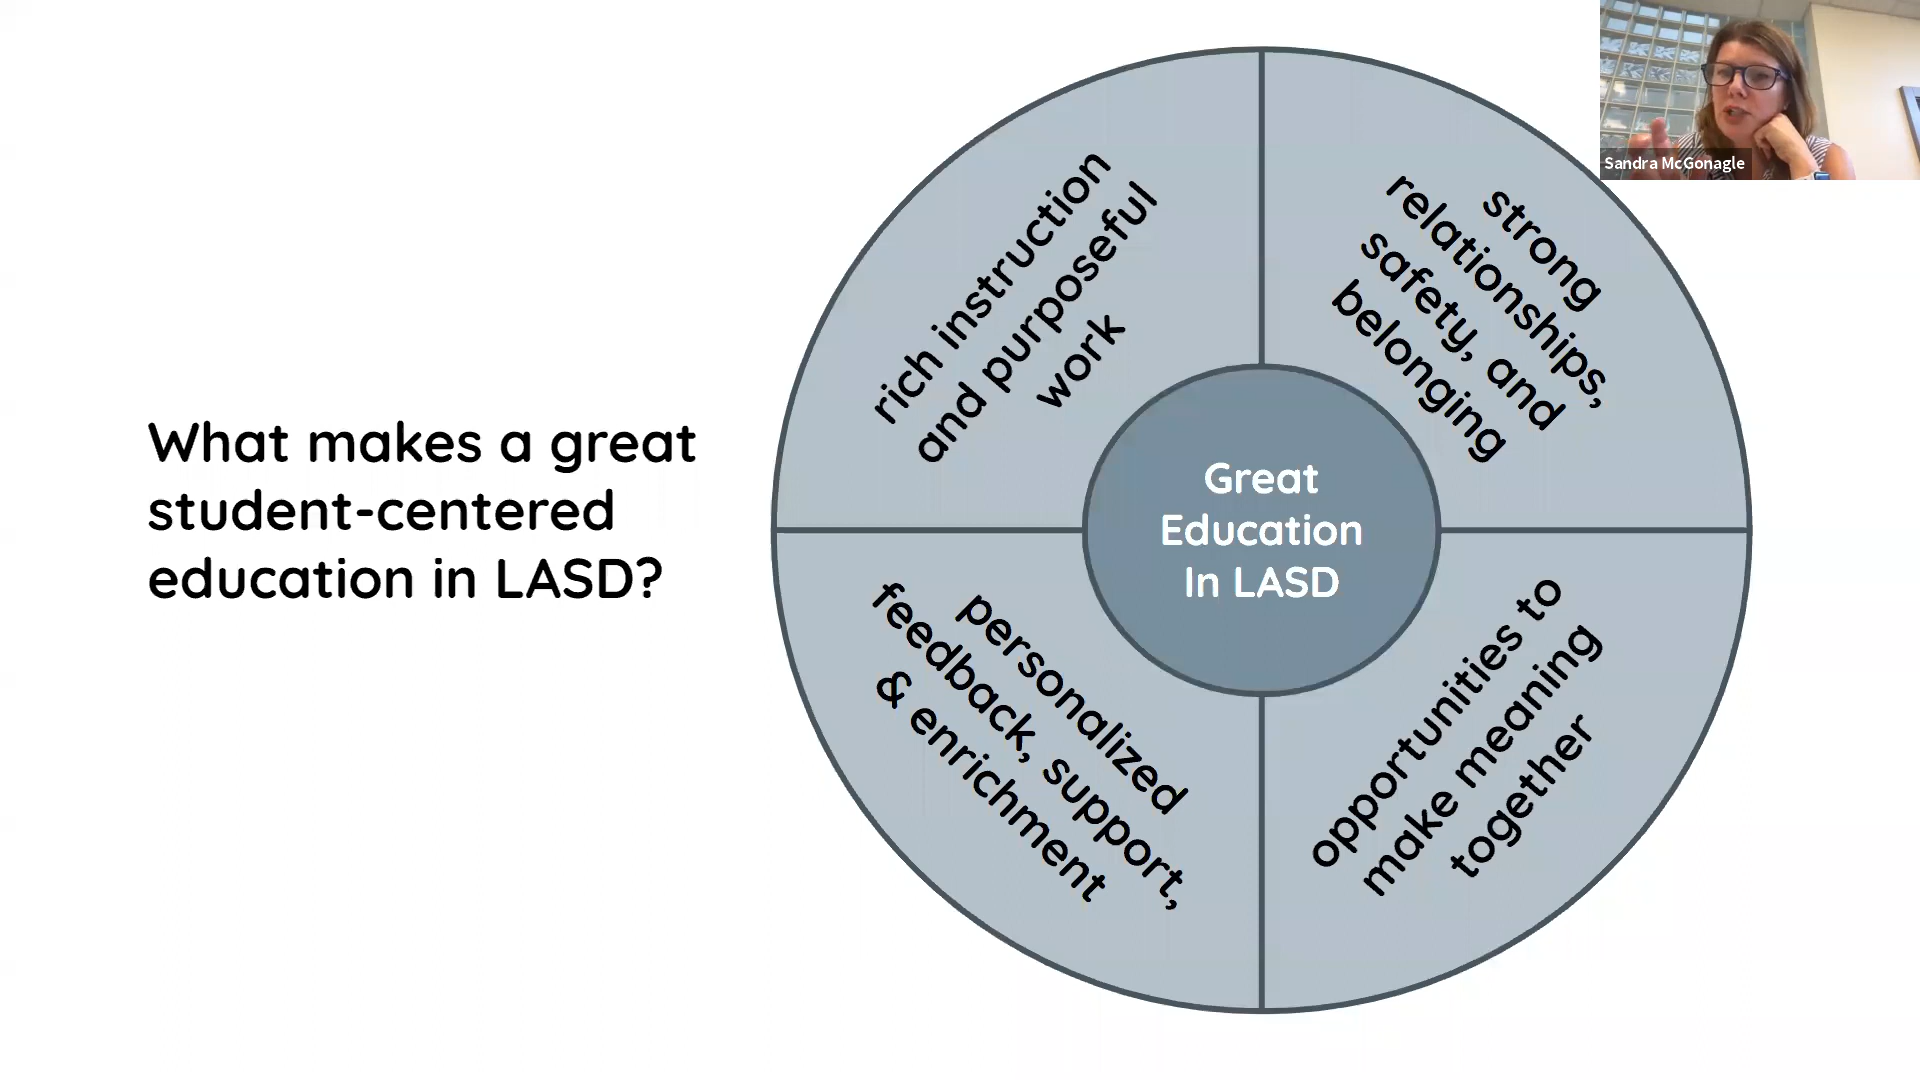 What makes a great
student-centered
education in LASD?
rich instruction
and purposeful
work
strong
relationships,
safety, and
belonging
Great
Education
In LASD
personalized
feedback, support,
& enrichment
opportunities to
make meaning
together
Sandra McGonagle